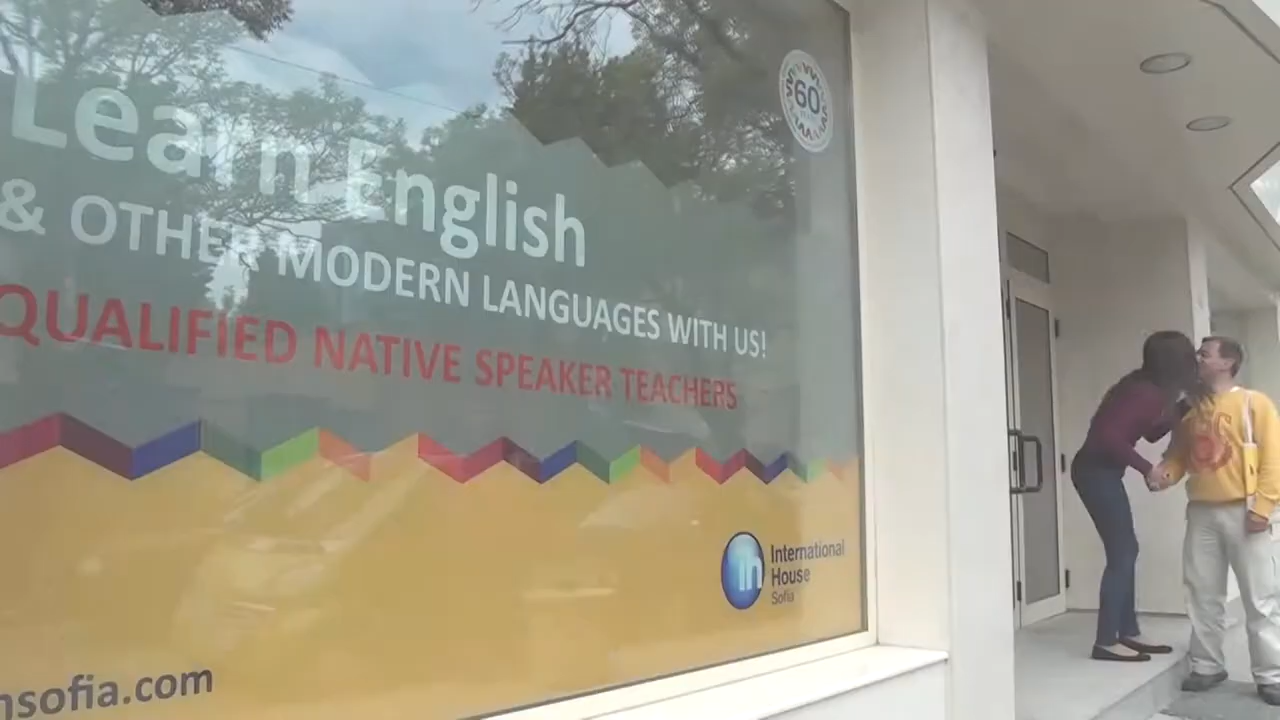 Learn English
& OTHER MODERN LANGUAGES WITH US!
QUALIFIED NATIVE SPEAKER TEACHERS
60
International
House
Sofia
nsofia.com